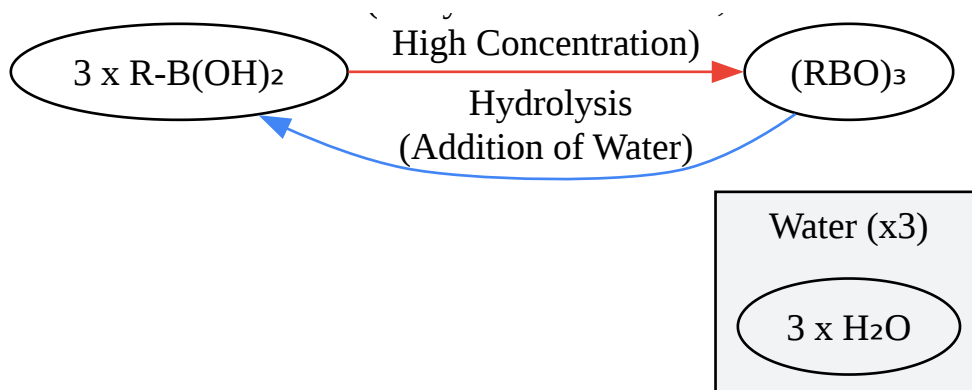 High Concentration)
3 x R-B(OH)₂
(RBO)₃
Hydrolysis
(Addition of Water)
Water (x3)
3 x H₂O